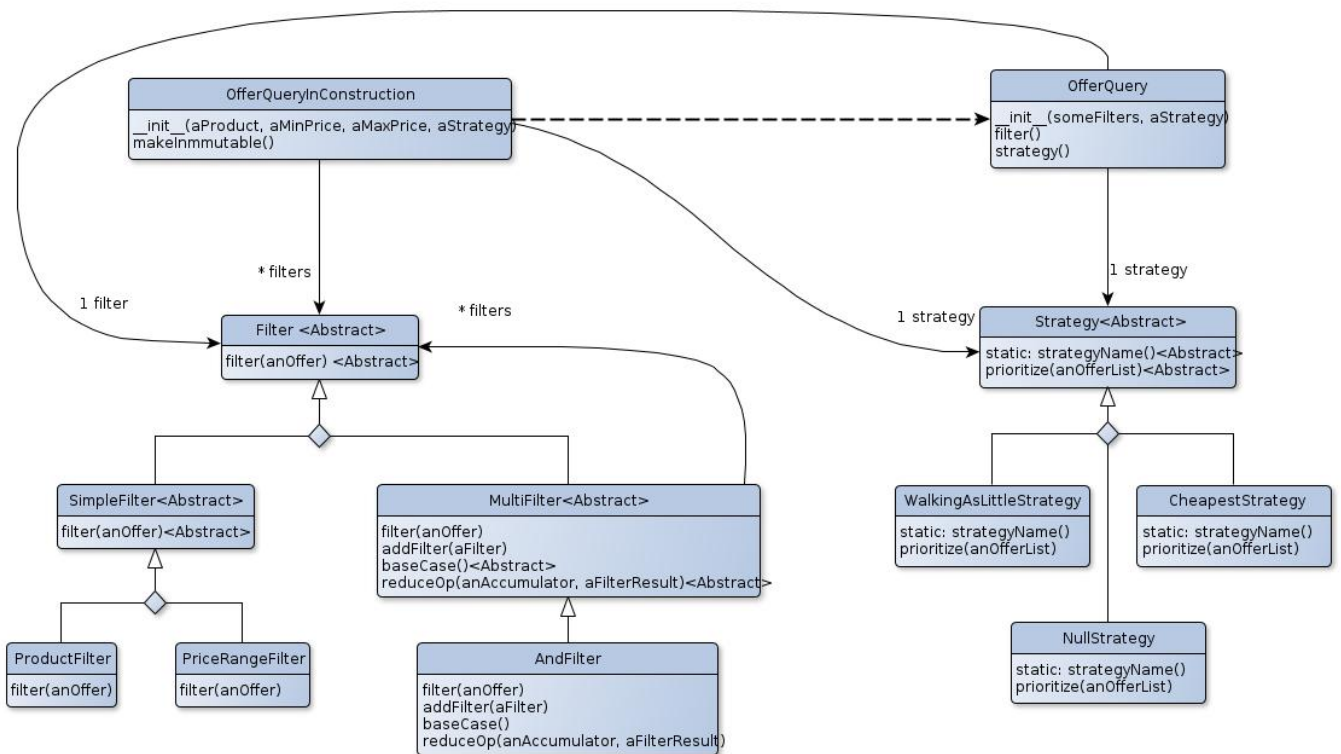 OfferQueryInConstruction
__init__(aProduct, aMinPrice, aMaxPrice, aStrategy)
makeInmmutable()
OfferQuery
__init__(someFilters, aStrategy)
filter()
strategy()
* filters
1 strategy
1 filter
* filters
1 strategy
Filter <Abstract>
filter(anOffer) <Abstract>
Strategy<Abstract>
static: strategyName()<Abstract>
prioritize(anOfferList)<Abstract>
SimpleFilter<Abstract>
filter(anOffer)<Abstract>
MultiFilter<Abstract>
filter(anOffer)
addFilter(aFilter)
baseCase()<Abstract>
reduceOp(anAccumulator, aFilterResult)<Abstract>
WalkingAsLittleStrategy
static: strategyName()
prioritize(anOfferList)
CheapestStrategy
static: strategyName()
prioritize(anOfferList)
ProductFilter
filter(anOffer)
PriceRangeFilter
filter(anOffer)
AndFilter
filter(anOffer)
addFilter(aFilter)
baseCase()
reduceOp(anAccumulator, aFilterResult)
NullStrategy
static: strategyName()
prioritize(anOfferList)